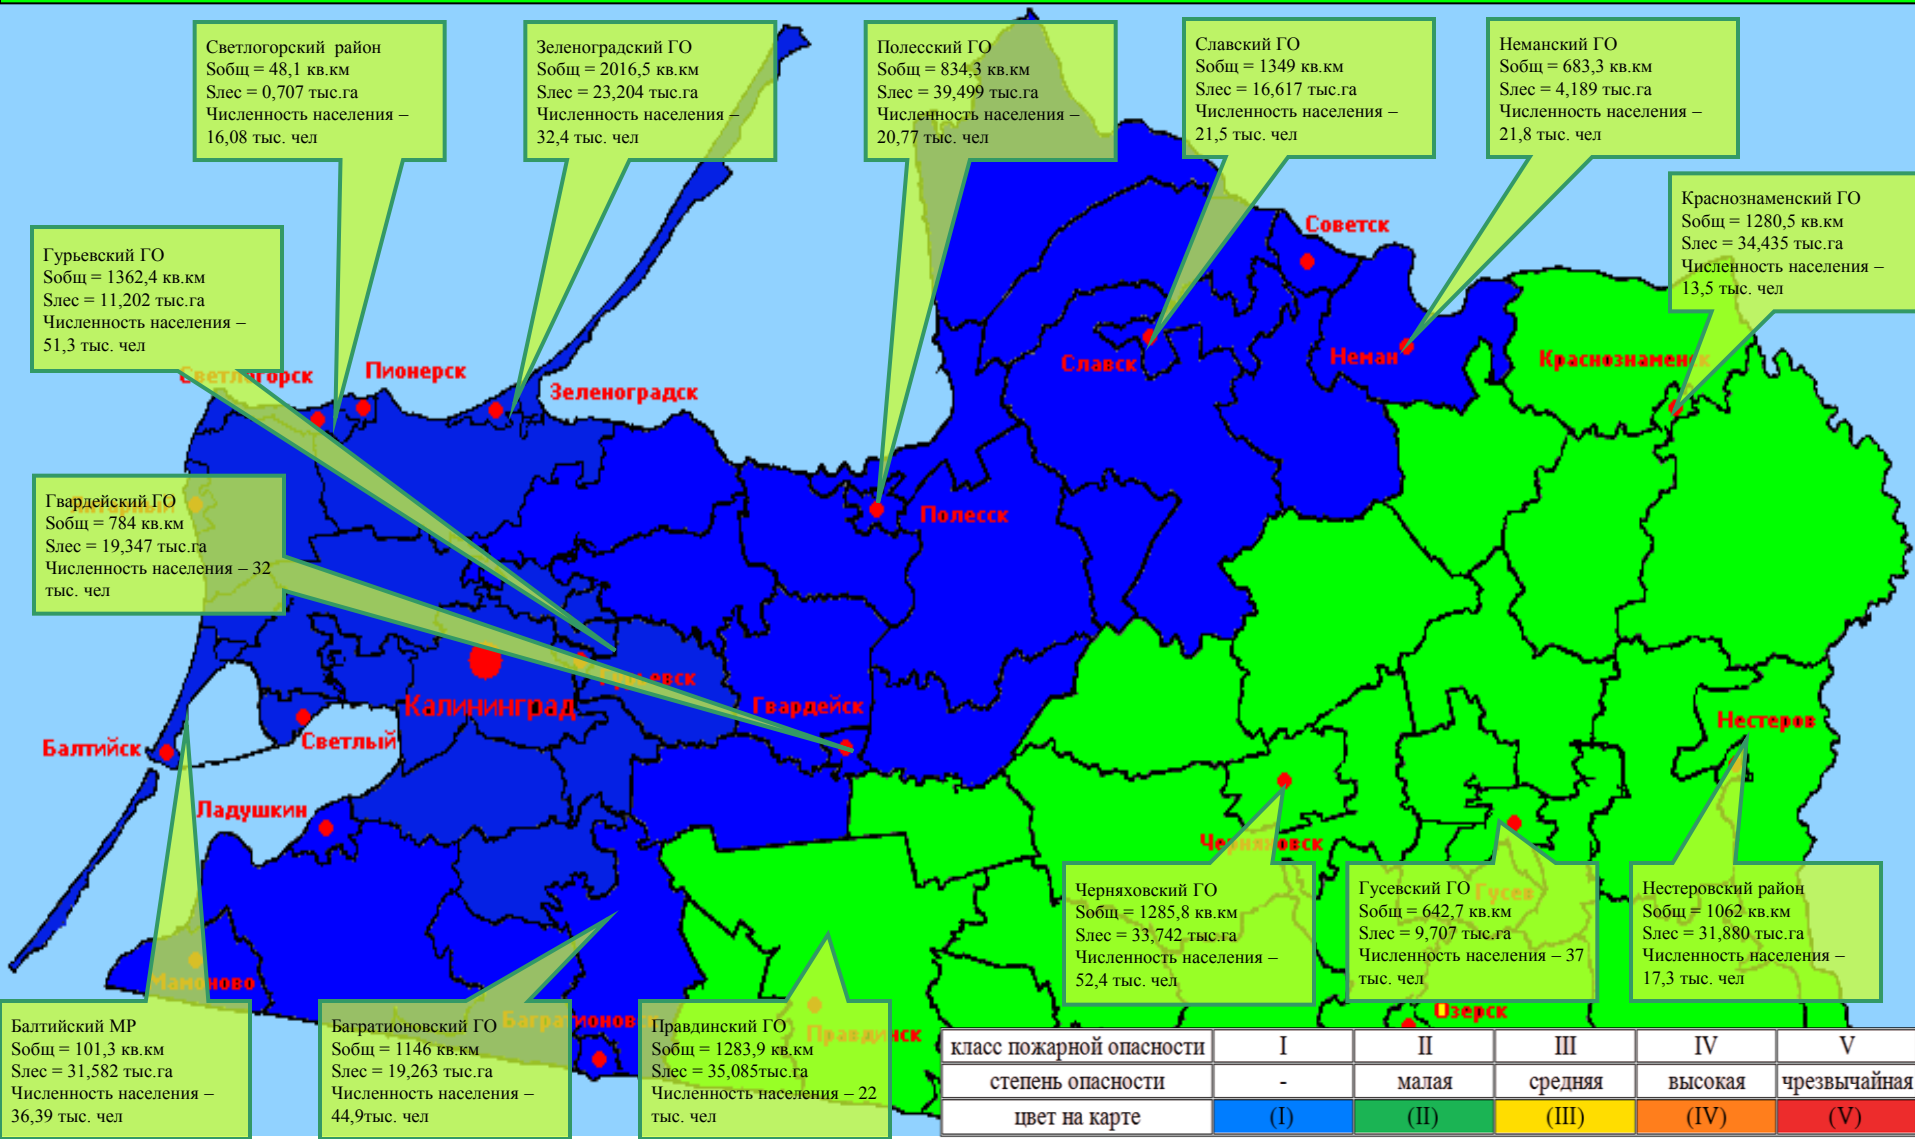 Светлогорский район
Sобщ = 48,1 кв.км
Sлес = 0,707 тыс.га
Численность населения –
16,08 тыс. чел
Зеленоградский ГО
Sобщ = 2016,5 кв.км
Sлес = 23,204 тыс.га
Численность населения –
32,4 тыс. чел
Полесский ГО
Sобщ = 834,3 кв.км
Sлес = 39,499 тыс.га
Численность населения –
20,77 тыс. чел
Славский ГО
Sобщ = 1349 кв.км
Sлес = 16,617 тыс.га
Численность населения –
21,5 тыс. чел
Неманский ГО
Sобщ = 683,3 кв.км
Sлес = 4,189 тыс.га
Численность населения –
21,8 тыс. чел
Краснознаменский ГО
Sобщ = 1280,5 кв.км
Sлес = 34,435 тыс.га
Численность населения –
13,5 тыс. чел
Гурьевский ГО
Sобщ = 1362,4 кв.км
Sлес = 11,202 тыс.га
Численность населения –
51,3 тыс. чел
Советск
Славск
Неман
Краснознаменск
Светлогорск
Пионерск
Зеленоградск
Гвардейский ГО
Sобщ = 784 кв.км
Sлес = 19,347 тыс.га
Численность населения – 32
тыс. чел
Янтарный
Полесск
Гурьевск
Калининград
Гвардейск
Нестеров
Балтийск
Светлый
Ладушкин
Черняховск
Гусев
Черняховский ГО
Sобщ = 1285,8 кв.км
Sлес = 33,742 тыс.га
Численность населения –
52,4 тыс. чел
Гусевский ГО
Sобщ = 642,7 кв.км
Sлес = 9,707 тыс.га
Численность населения – 37
тыс. чел
Нестеровский район
Sобщ = 1062 кв.км
Sлес = 31,880 тыс.га
Численность населения –
17,3 тыс. чел
Мамоново
Багратионовск
Правдинск
Озерск
Балтийский МР
Sобщ = 101,3 кв.км
Sлес = 31,582 тыс.га
Численность населения –
36,39 тыс. чел
Багратионовский ГО
Sобщ = 1146 кв.км
Sлес = 19,263 тыс.га
Численность населения –
44,9тыс. чел
Правдинский ГО
Sобщ = 1283,9 кв.км
Sлес = 35,085тыс.га
Численность населения – 22
тыс. чел
класс пожарной опасности I II III IV V
степень опасности - малая средняя высокая чрезвычайная
цвет на карте (I) (II) (III) (IV) (V)